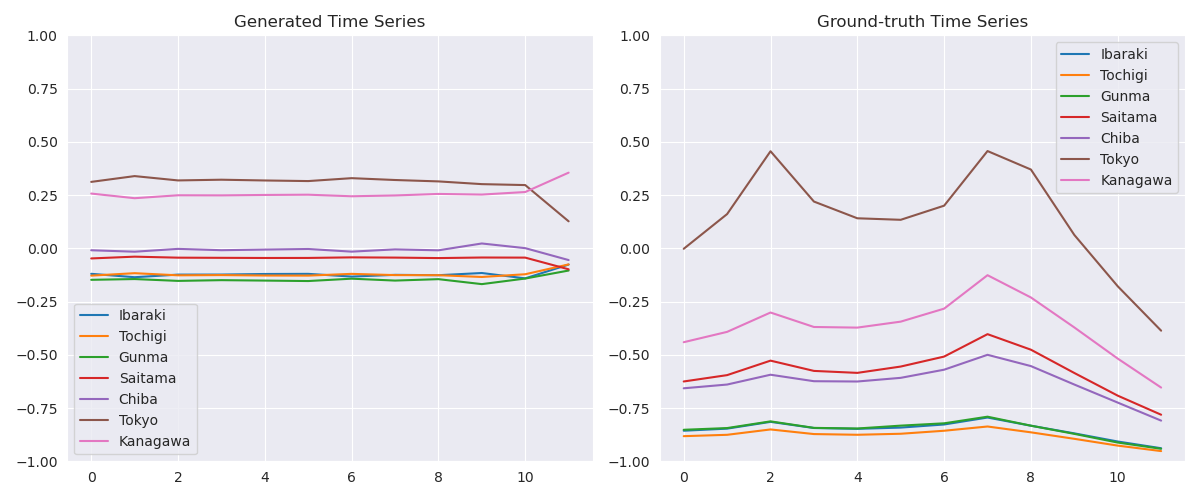 Generated Time Series
1.00
0.75
0.50
0.25
0.00
−0.25
−0.50
−0.75
−1.00
0 2 4 6 8 10
Ibaraki
Tochigi
Gunma
Saitama
Chiba
Tokyo
Kanagawa
Ground-truth Time Series
1.00
0.75
0.50
0.25
0.00
−0.25
−0.50
−0.75
−1.00
0 2 4 6 8 10
Ibaraki
Tochigi
Gunma
Saitama
Chiba
Tokyo
Kanagawa